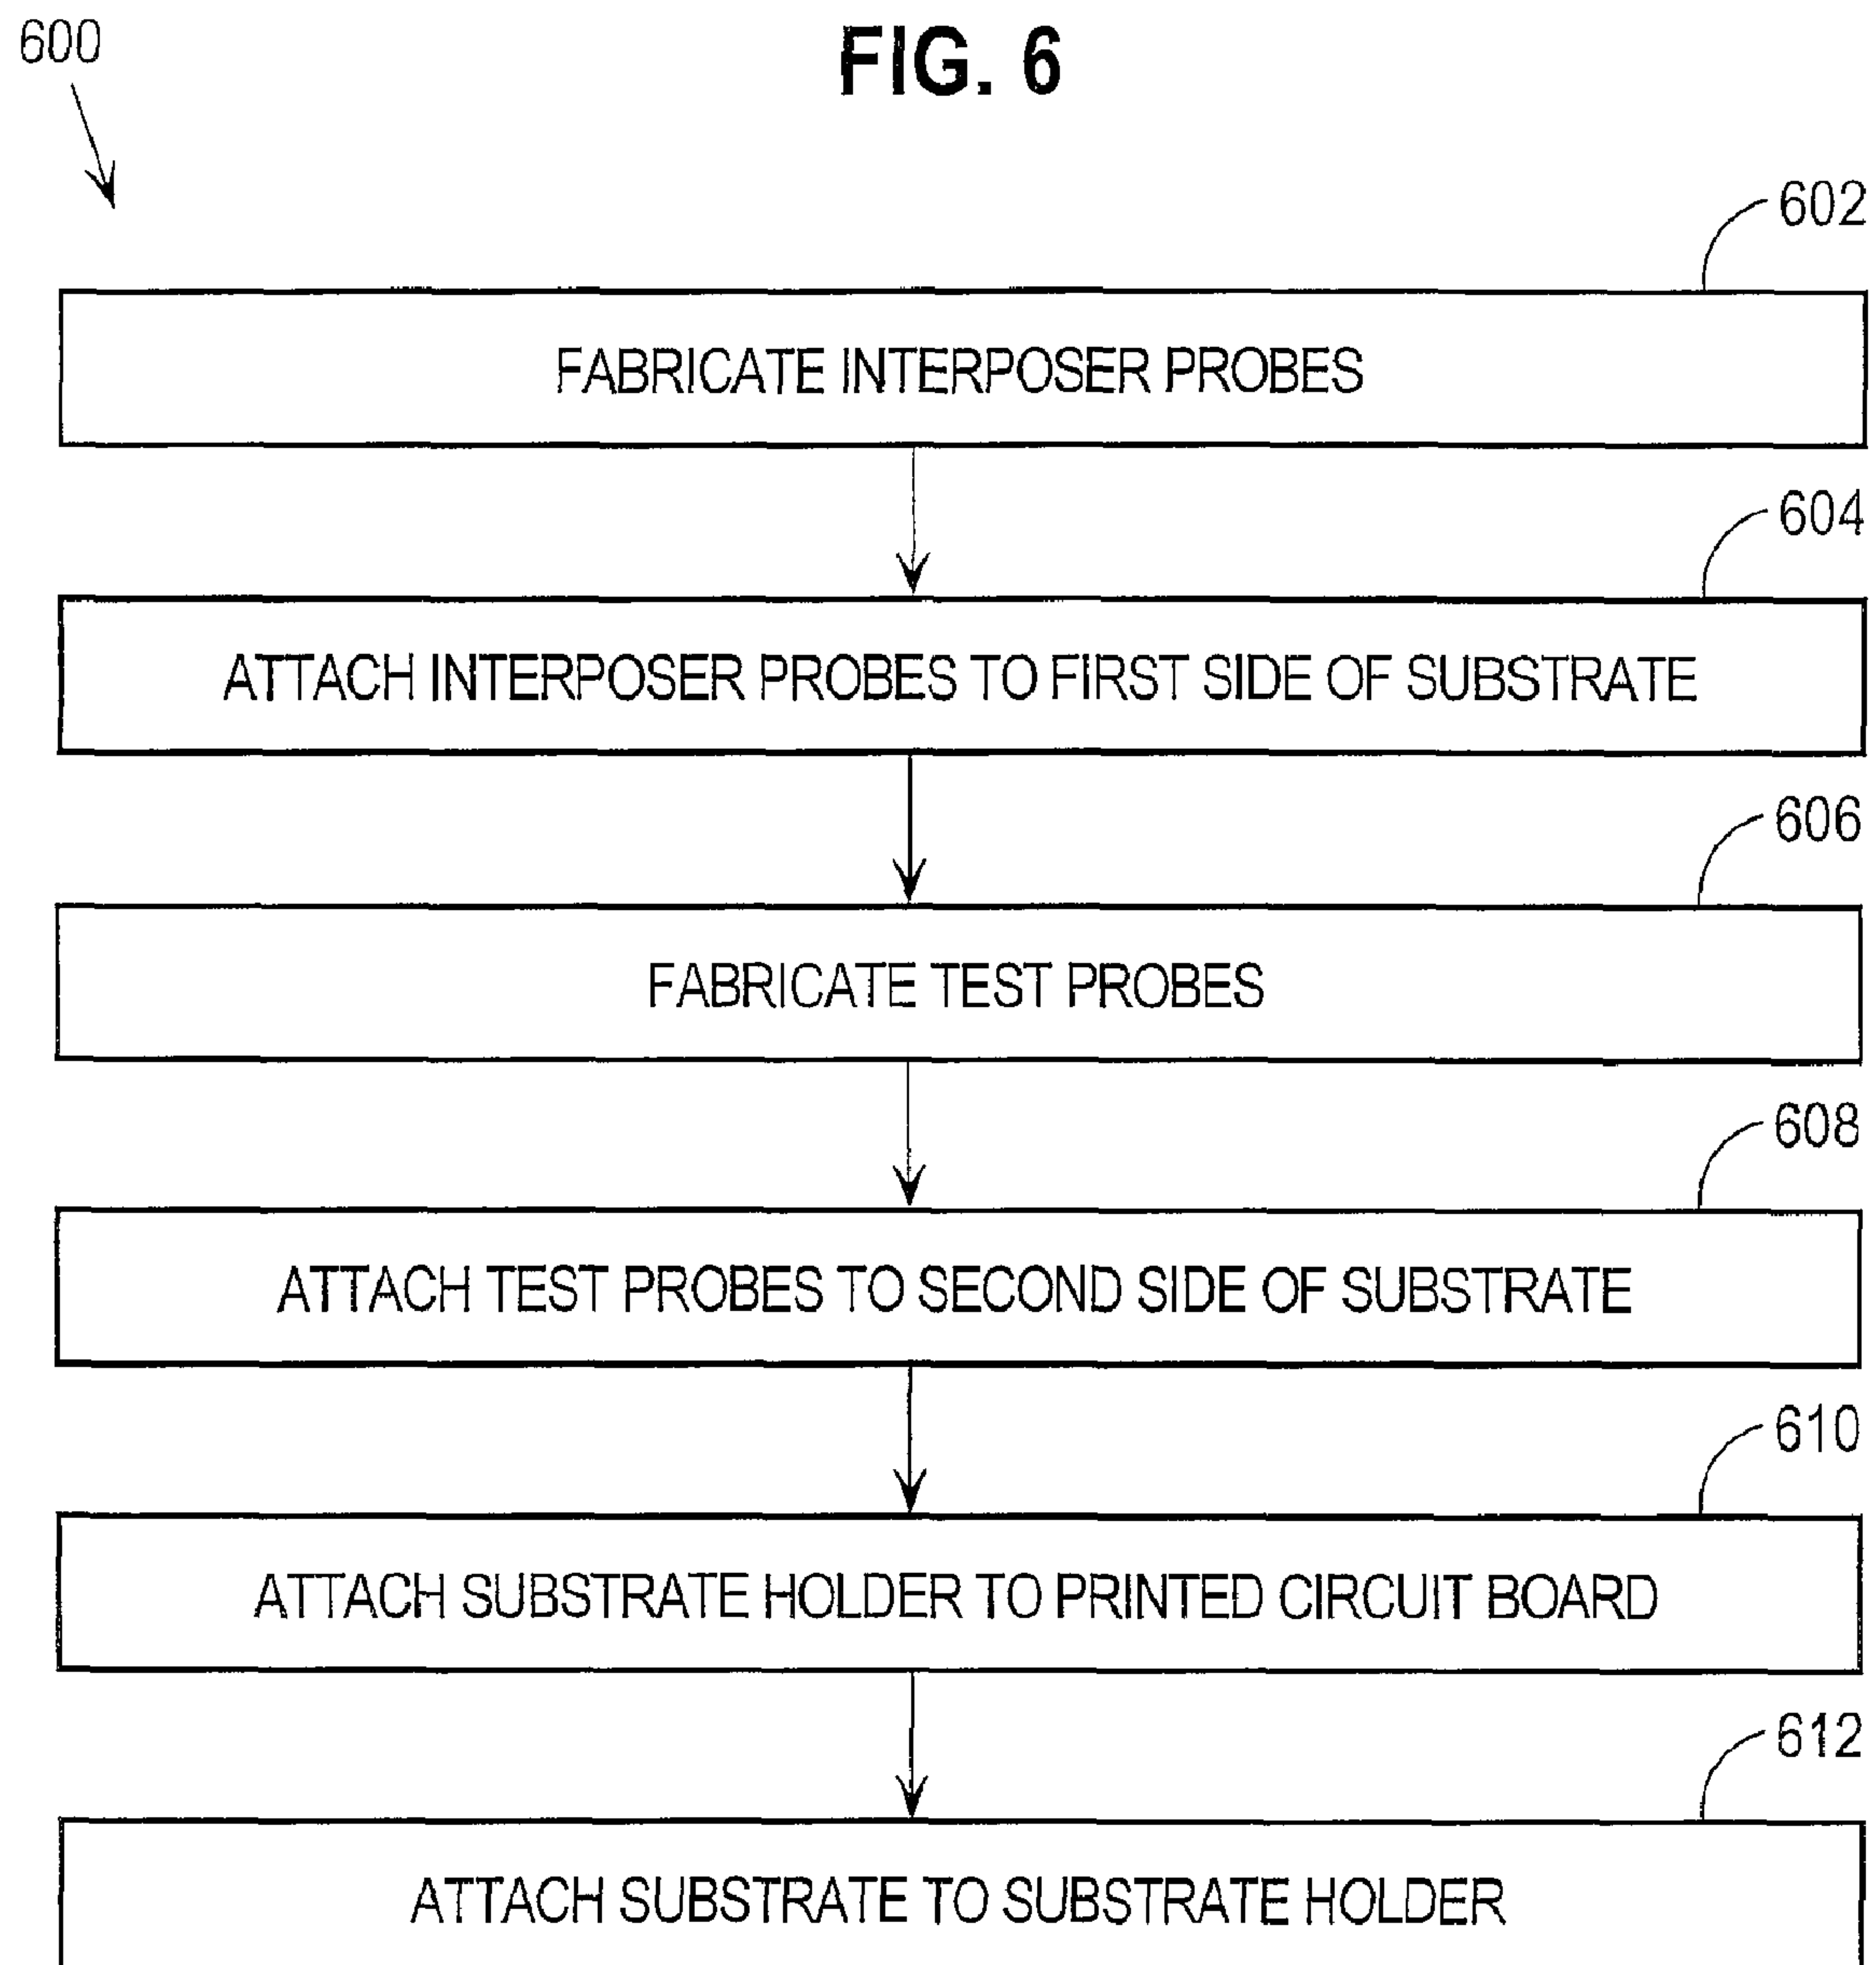 600
FIG. 6
602
FABRICATE INTERPOSER PROBES
604
ATTACH INTERPOSER PROBES TO FIRST SIDE OF SUBSTRATE
606
FABRICATE TEST PROBES
608
ATTACH TEST PROBES TO SECOND SIDE OF SUBSTRATE
610
ATTACH SUBSTRATE HOLDER TO PRINTED CIRCUIT BOARD
612
ATTACH SUBSTRATE TO SUBSTRATE HOLDER